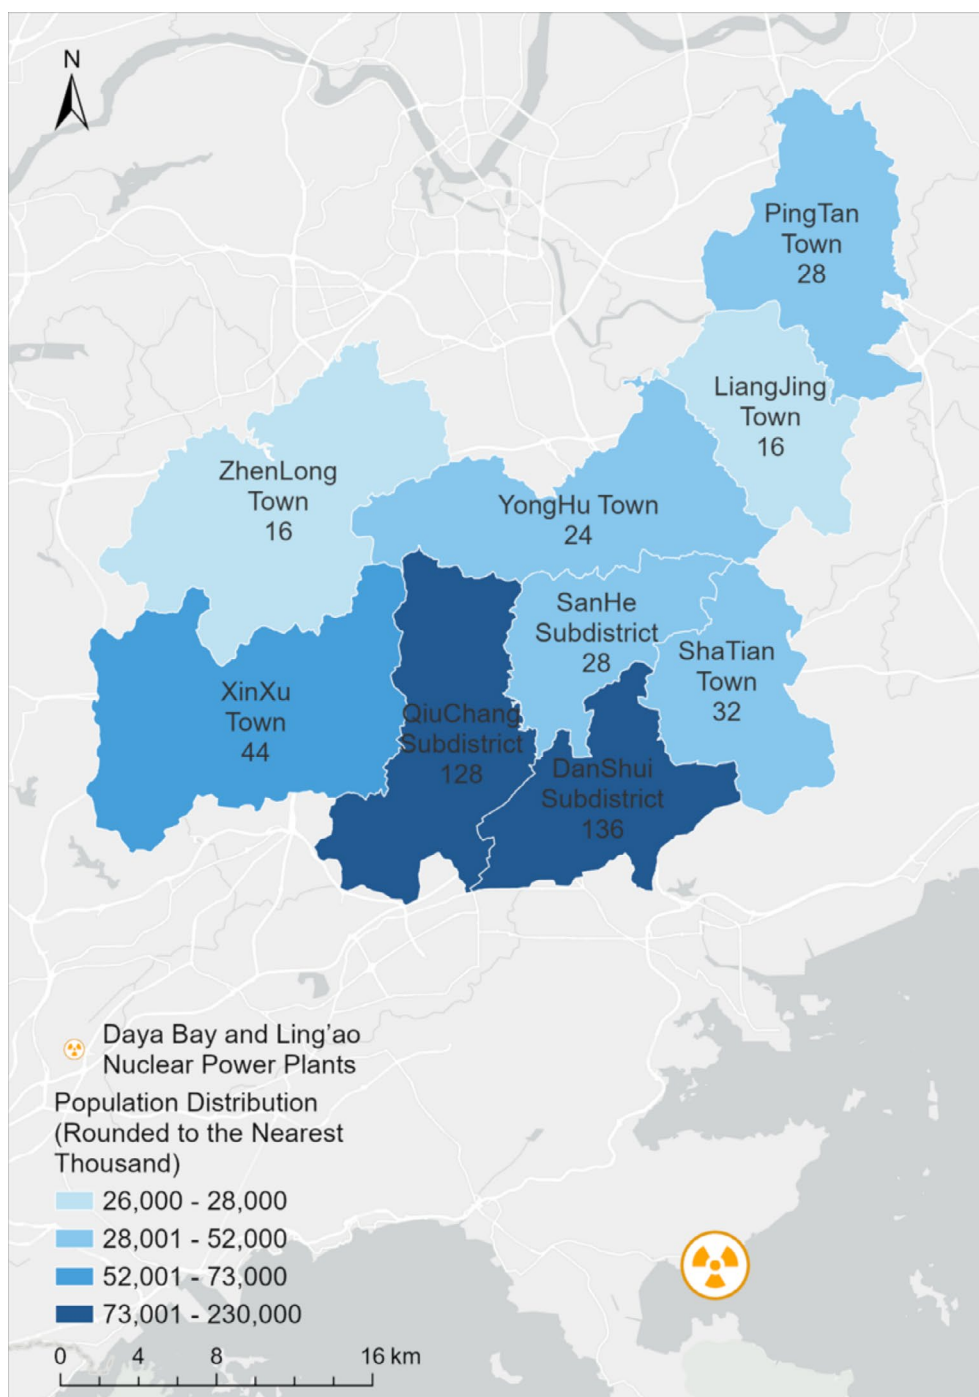 N
PingTan
Town
28
LiangJing
Town
16
ZhenLong
Town
16
YongHu Town
24
SanHe
Subdistrict
28
ShaTian
Town
32
XinXu
Town
44
QiuChang
Subdistrict
128
DanShui
Subdistrict
136
Daya Bay and Ling’ao
Nuclear Power Plants
Population Distribution
(Rounded to the Nearest
Thousand)
26,000 - 28,000
28,001 - 52,000
52,001 - 73,000
73,001 - 230,000
0 4 8 16 km